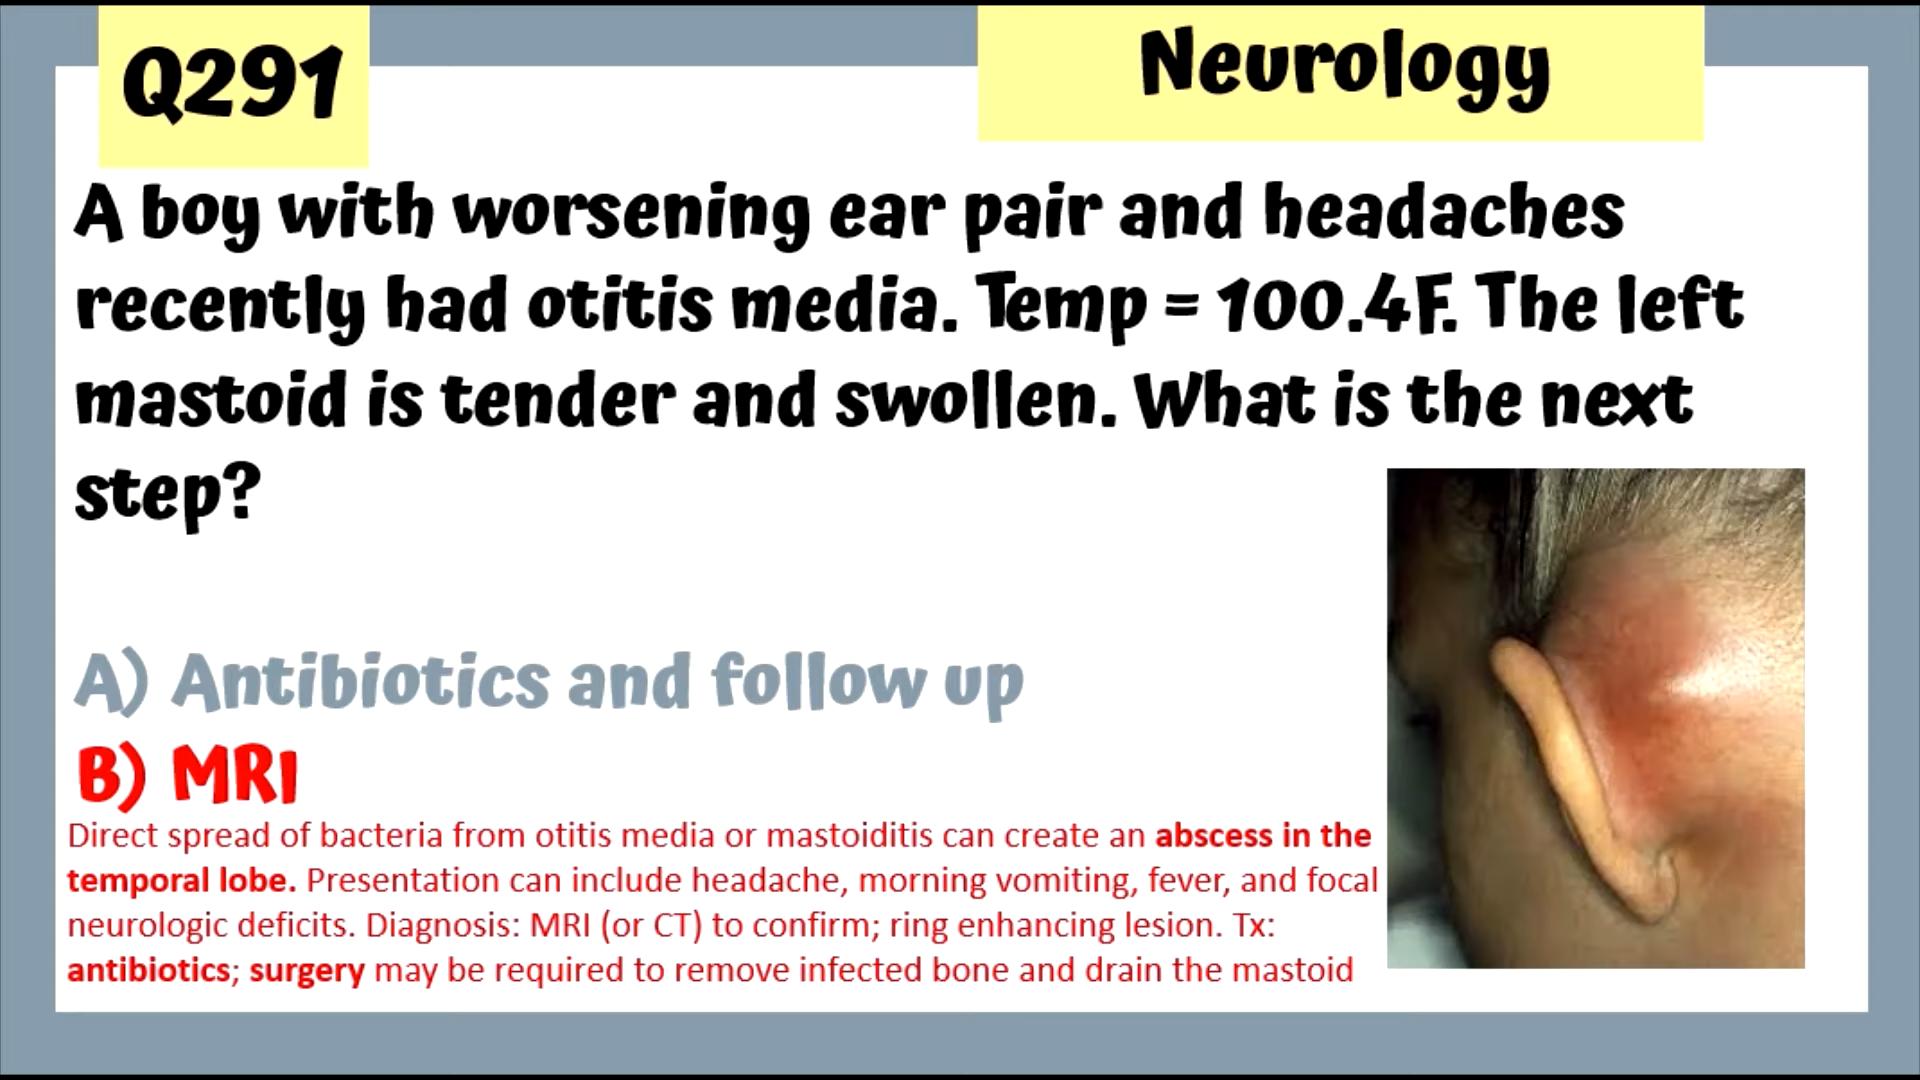 Q291
Neurology
A boy with worsening ear pair and headaches
recently had otitis media. Temp = 100.4F. The left
mastoid is tender and swollen. What is the next
step?
A) Antibiotics and follow up
B) MRI
Direct spread of bacteria from otitis media or mastoiditis can create an abscess in the
temporal lobe. Presentation can include headache, morning vomiting, fever, and focal
neurologic deficits. Diagnosis: MRI (or CT) to confirm; ring enhancing lesion. Tx:
antibiotics; surgery may be required to remove infected bone and drain the mastoid